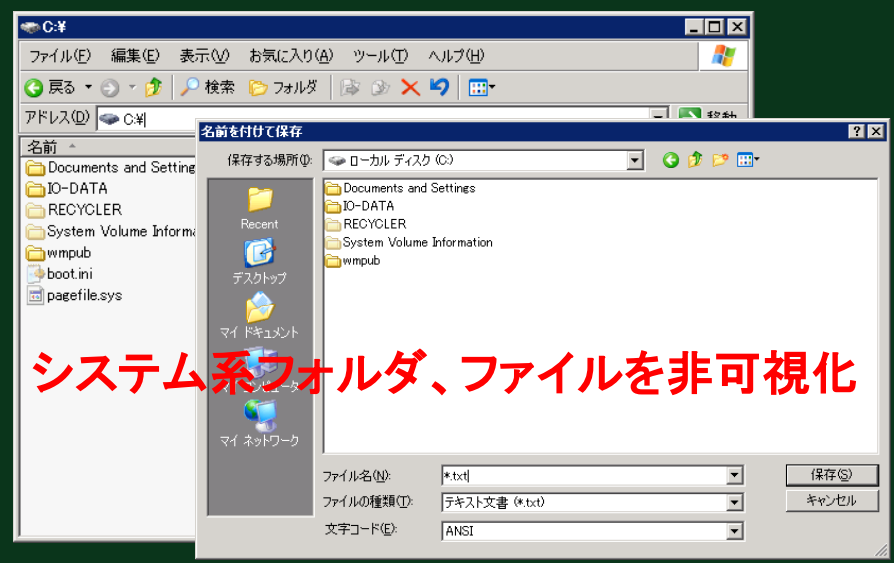 C:¥
ファイル(F) 編集(E) 表示(V) お気に入り(A) ツール(T) ヘルプ(H)
戻る 検索 フォルダ
アドレス(D) C:¥ 移動
名前
Documents and Setting
IO-DATA
RECYCLER
System Volume Informa
wmpub
boot.ini
pagefile.sys
名前を付けて保存
保存する場所(I): ローカル ディスク (C:)
Recent
デスクトップ
マイ ドキュメント
マイ ネットワーク
Documents and Settings
IO-DATA
RECYCLER
System Volume Information
wmpub
システム系フォルダ、ファイルを非可視化
ファイル名(N): *.txt
ファイルの種類(T): テキスト文書 (*.txt)
文字コード(E): ANSI
保存(S)
キャンセル